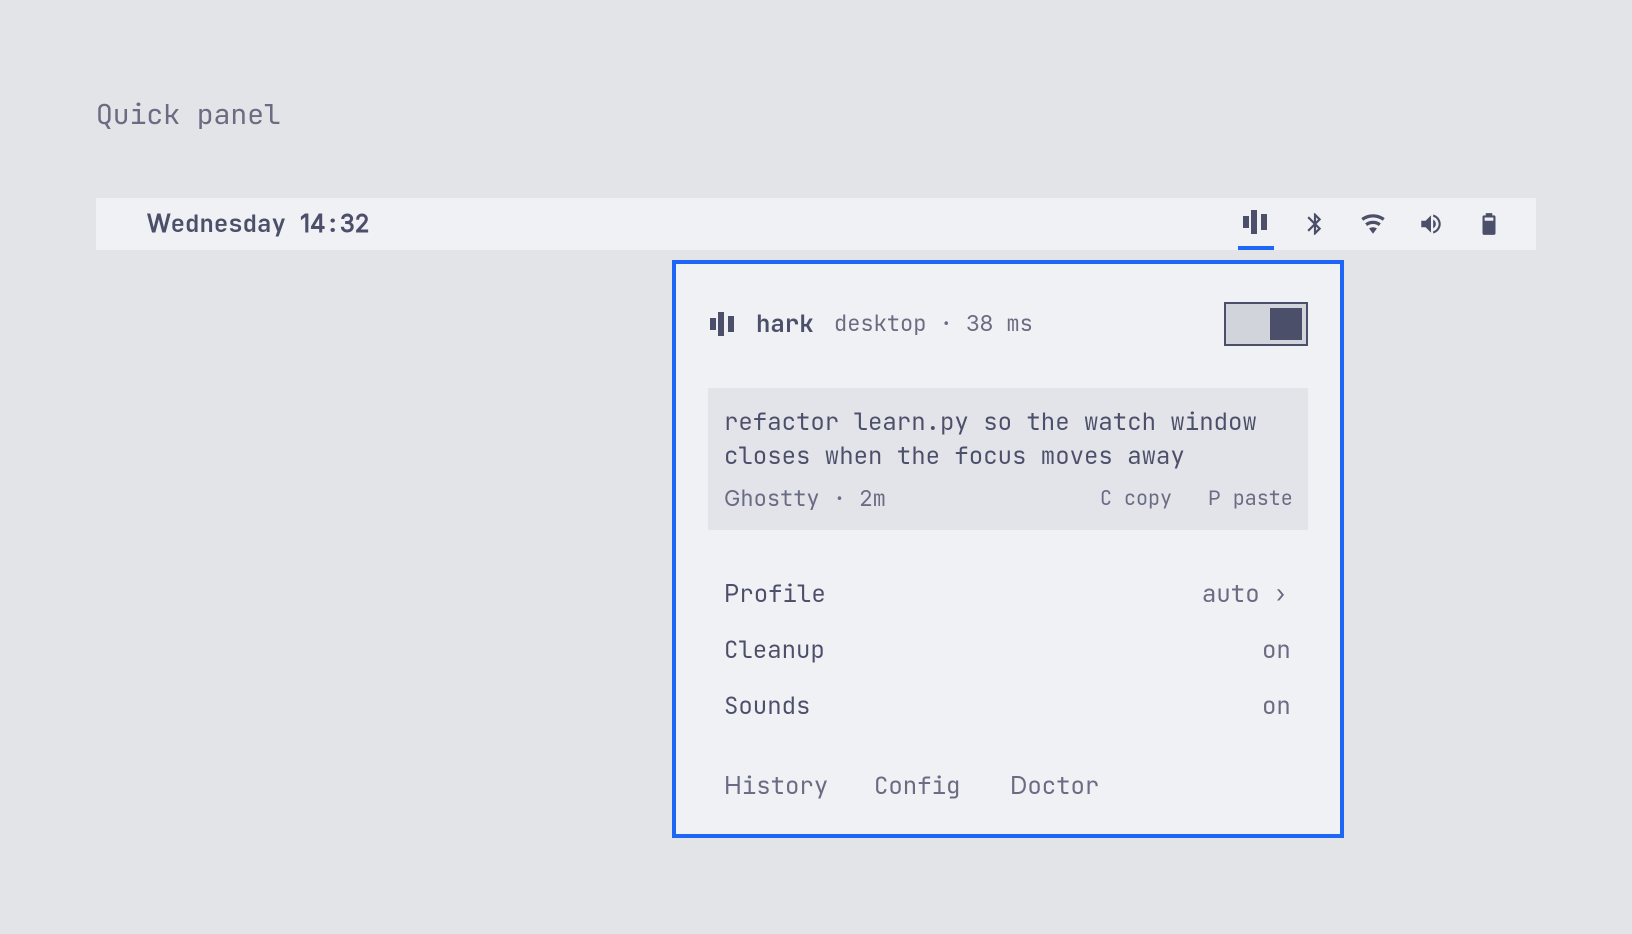 Quick panel
Wednesday 14:32
hark desktop · 38 ms
refactor learn.py so the watch window
closes when the focus moves away
Ghostty · 2m C copy P paste
Profile auto ›
Cleanup on
Sounds on
History Config Doctor